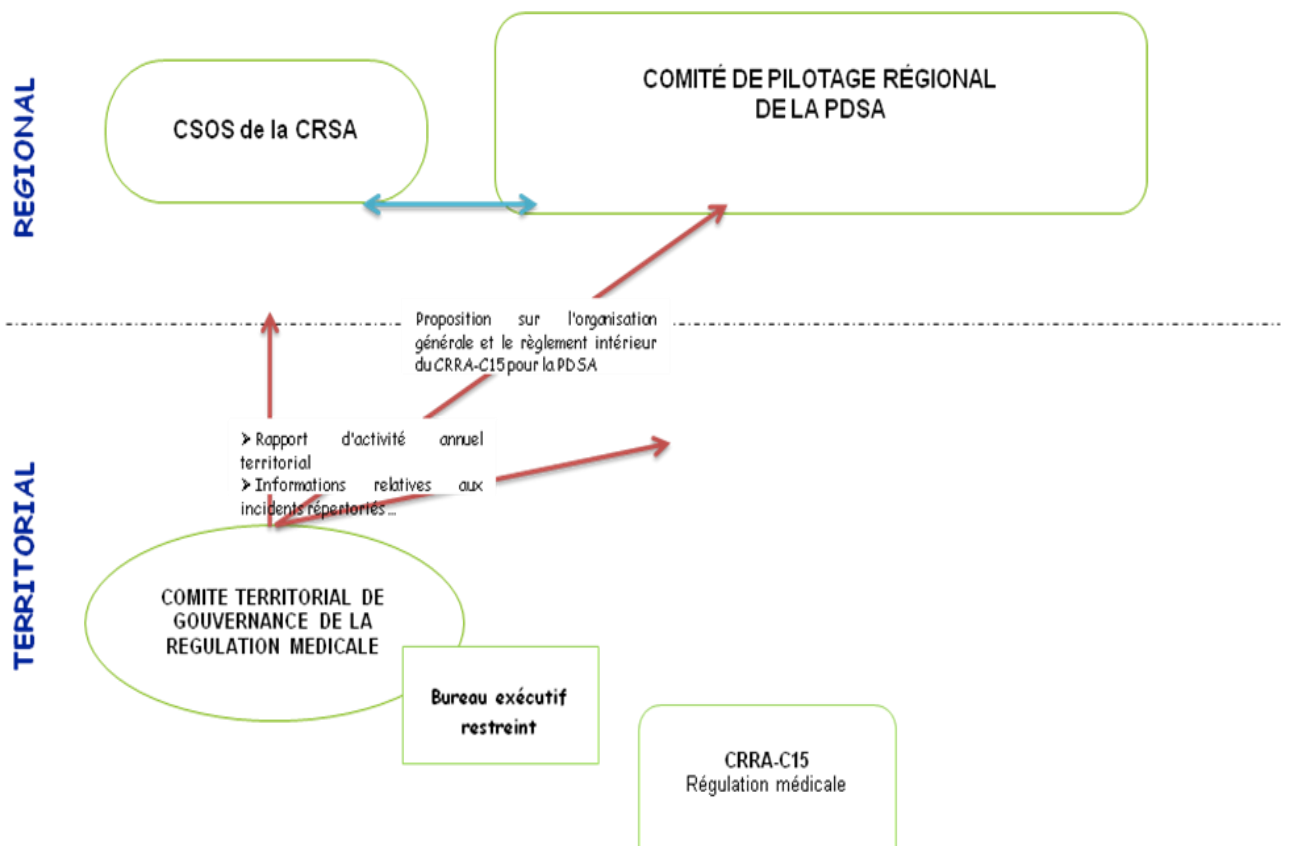 REGIONAL
CSOS de la CRSA
COMITÉ DE PILOTAGE RÉGIONAL
DE LA PDSA
Proposition sur l'organisation
générale et le règlement intérieur
du CRRA-C15 pour la PDSA
➤ Rapport d'activité annuel
territorial
➤ Informations relatives aux
incidents répertoriés ...
TERRITORIAL
COMITE TERRITORIAL DE
GOUVERNANCE DE LA
REGULATION MEDICALE
Bureau exécutif
restreint
CRRA-C15
Régulation médicale